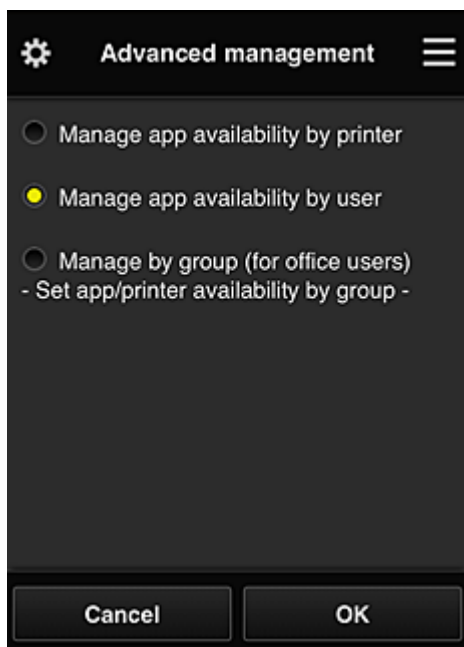 Advanced management
Manage app availability by printer
Manage app availability by user
Manage by group (for office users)
- Set app/printer availability by group -
Cancel
OK